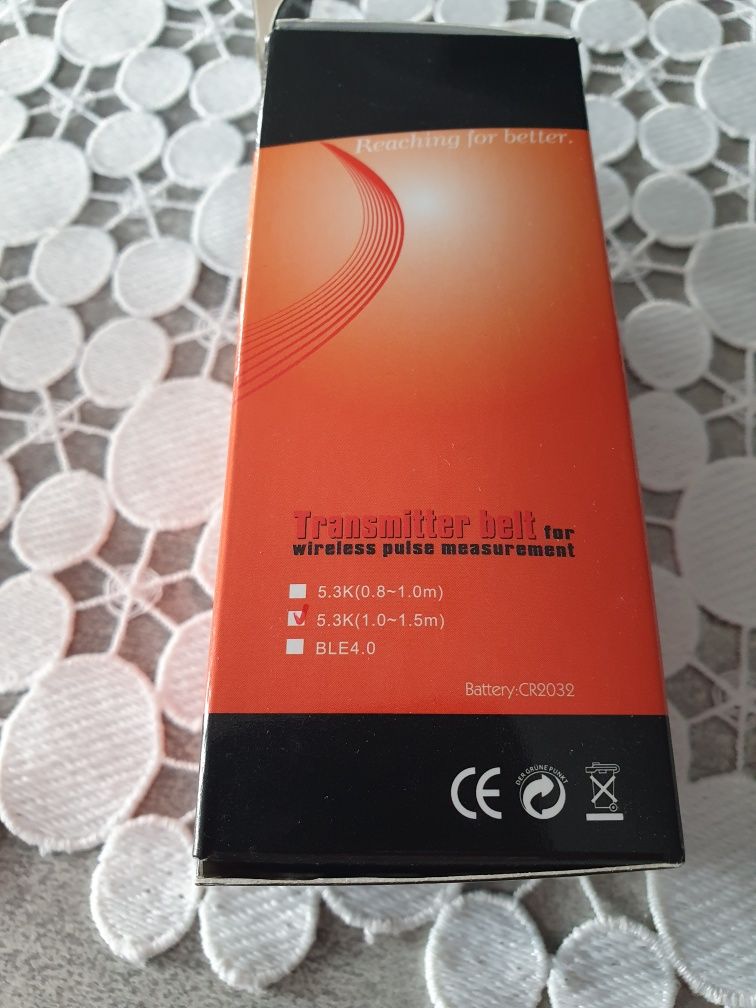 Reaching for better.
Transmitter belt for
wireless pulse measurement
5.3K(0.8~1.0m)
5.3K(1.0~1.5m)
BLE4.0
Battery:CR2032
CE
DER GRÜNE PUNKT